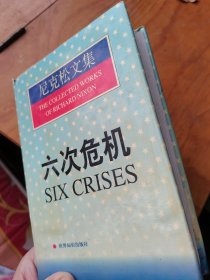 尼克松文集
THE COLLECTED WORKS
OF RICHARD NIXON
六次危机
SIX CRISES
世界知识出版社